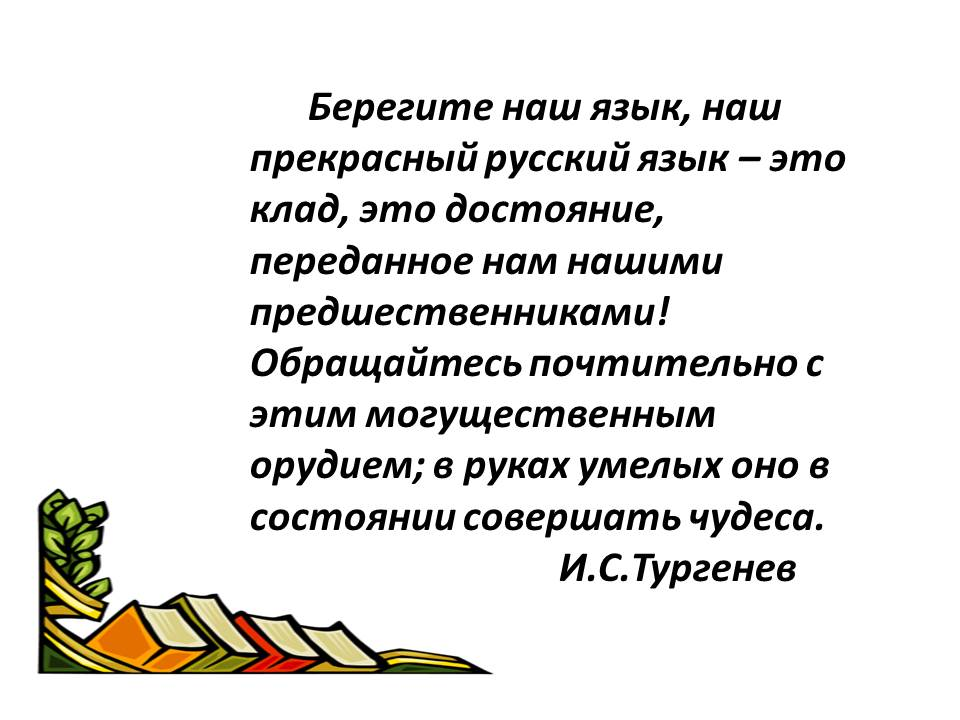 Берегите наш язык, наш
прекрасный русский язык – это
клад, это достояние,
переданное нам нашими
предшественниками!
Обращайтесь почтительно с
этим могущественным
орудием; в руках умелых оно в
состоянии совершать чудеса.
И.С.Тургенев